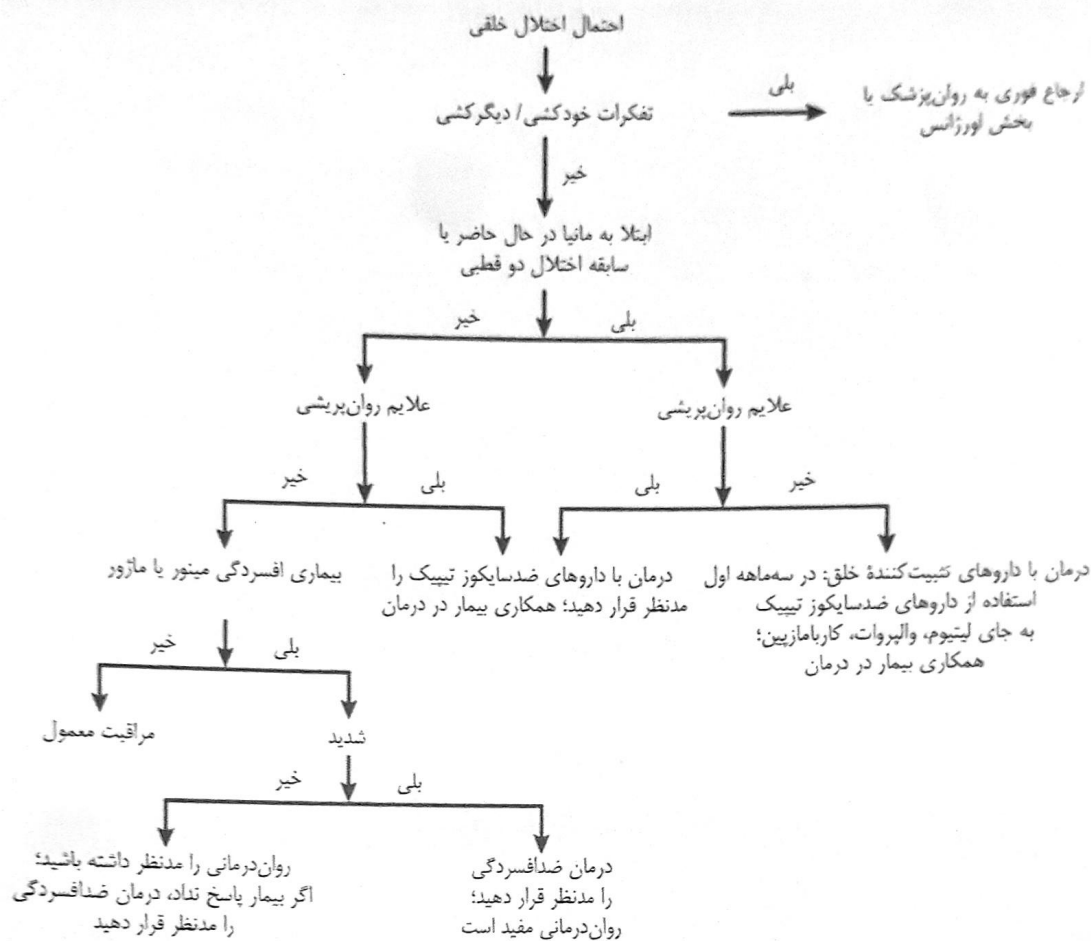 احتمال اختلال خلقی
تفکرات خودکشی/ دیگرکشی
بلی
ارجاع فوری به روان‌پزشک یا
بخش اورژانس
خیر
ابتلا به مانیا در حال حاضر یا
سابقه اختلال دو قطبی
بلی
خیر
علایم روان‌پریشی
علایم روان‌پریشی
خیر
بلی
بلی
خیر
درمان با داروهای تثبیت‌کنندهٔ خلق: در سه‌ماهه اول
استفاده از داروهای ضدسایکوز تیپیک
به جای لیتیوم، والپروات، کاربامازپین؛
همکاری بیمار در درمان
درمان با داروهای ضدسایکوز تیپیک را
مدنظر قرار دهید؛ همکاری بیمار در درمان
بیماری افسردگی مینور یا ماژور
بلی
خیر
شدید
مراقبت معمول
بلی
خیر
درمان ضدافسردگی
را مدنظر قرار دهید؛
روان‌درمانی مفید است
روان‌درمانی را مدنظر داشته باشید؛
اگر بیمار پاسخ نداد، درمان ضدافسردگی
را مدنظر قرار دهید